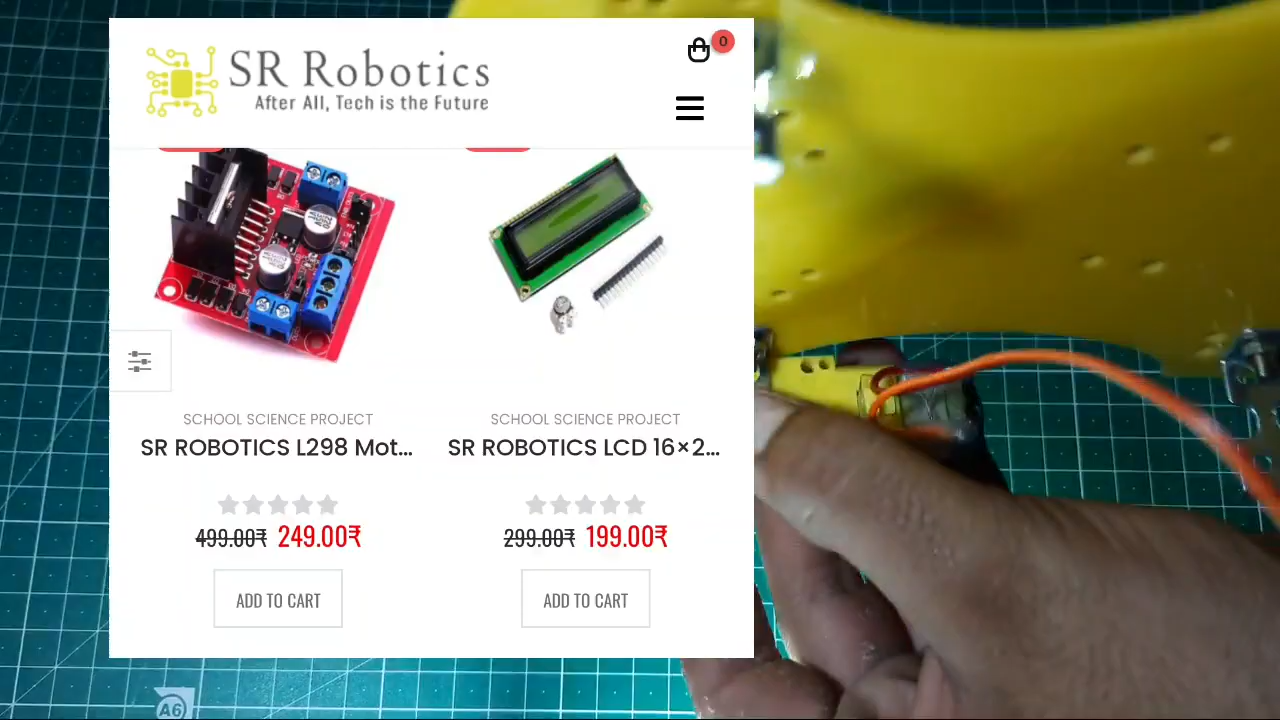 SR Robotics
After All, Tech is the Future
0
SCHOOL SCIENCE PROJECT
SR ROBOTICS L298 Mot...
499.00₹ 249.00₹
ADD TO CART
SCHOOL SCIENCE PROJECT
SR ROBOTICS LCD 16×2...
299.00₹ 199.00₹
ADD TO CART
A6